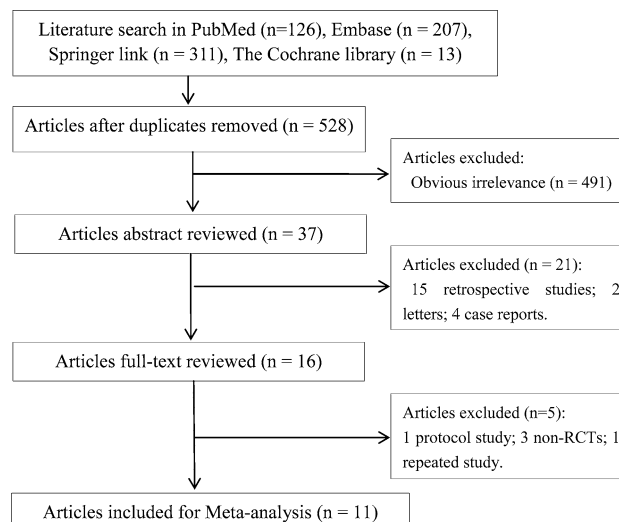 Literature search in PubMed (n=126), Embase (n = 207),
Springer link (n = 311), The Cochrane library (n = 13)
Articles after duplicates removed (n = 528)
Articles excluded:
Obvious irrelevance (n = 491)
Articles abstract reviewed (n = 37)
Articles excluded (n = 21):
15 retrospective studies; 2
letters; 4 case reports.
Articles full-text reviewed (n = 16)
Articles excluded (n=5):
1 protocol study; 3 non-RCTs; 1
repeated study.
Articles included for Meta-analysis (n = 11)